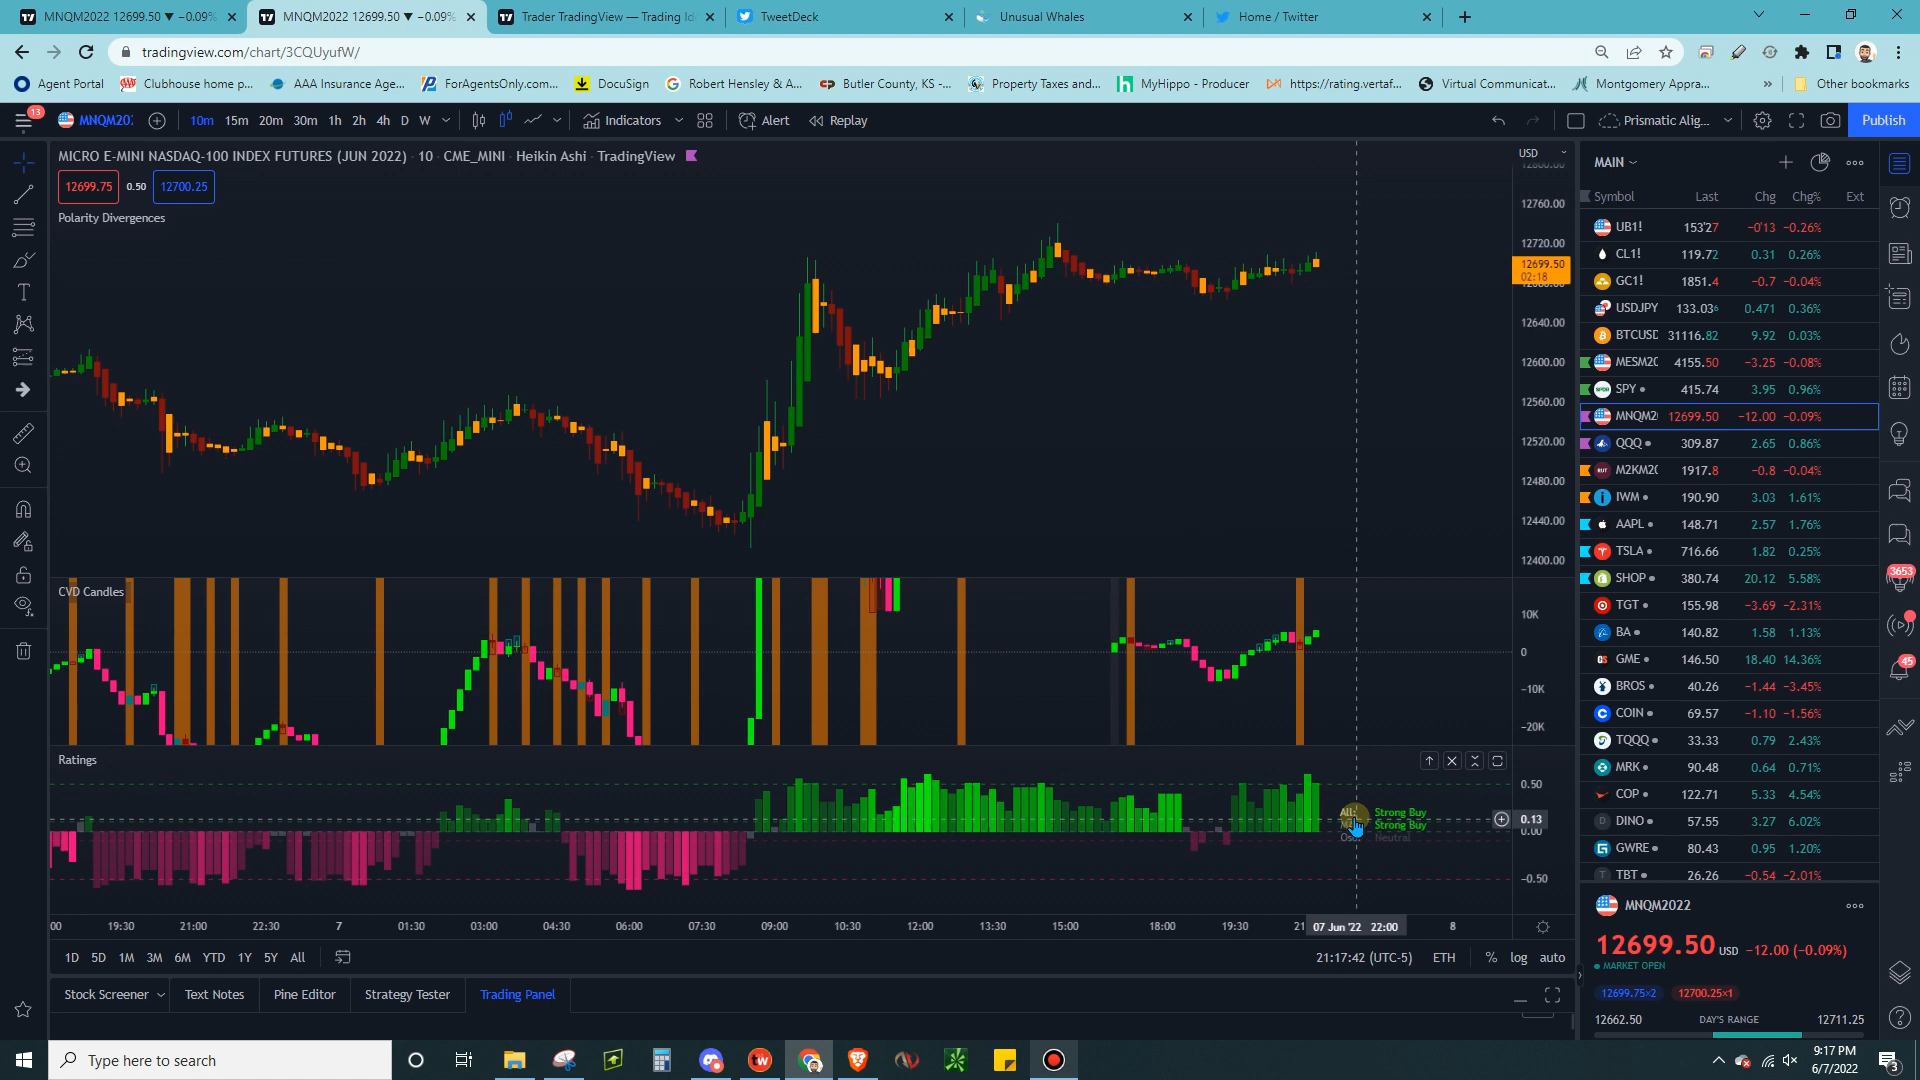 MNQM2022 12699.50 ▼ −0.09%
MNQM2022 12699.50 ▼ −0.09%
Trader TradingView — Trading Id
TweetDeck
Unusual Whales
Home / Twitter
tradingview.com/chart/3CQUyufW/
Agent Portal
Clubhouse home p...
AAA Insurance Age...
ForAgentsOnly.com...
DocuSign
Robert Hensley & A...
Butler County, KS -...
Property Taxes and...
MyHippo - Producer
https://rating.vertaf...
Virtual Communicat...
Montgomery Appra...
»
Other bookmarks
13
MNQM20
10m 15m 20m 30m 1h 2h 4h D W
Indicators
Alert
Replay
Prismatic Alig...
Publish
MICRO E-MINI NASDAQ-100 INDEX FUTURES (JUN 2022) · 10 · CME_MINI · Heikin Ashi · TradingView
12699.75 0.50 12700.25
Polarity Divergences
USD
12800.00
12760.00
12720.00
12699.50
02:18
12640.00
12600.00
12560.00
12520.00
12480.00
12440.00
12400.00
CVD Candles
10K
0
−10K
−20K
Ratings
0.50
All: Strong Buy
Strong Buy
Neutral
0.13
0.00
−0.50
19:30 21:00 22:30 7 01:30 03:00 04:30 06:00 07:30 09:00 10:30 12:00 13:30 15:00 18:00 19:30 21 07 Jun '22 22:00 8
1D 5D 1M 3M 6M YTD 1Y 5Y All
21:17:42 (UTC-5) ETH % log auto
Stock Screener Text Notes Pine Editor Strategy Tester Trading Panel
MAIN
Symbol Last Chg Chg% Ext
UB1! 153'27 −0'13 −0.26%
CL1! 119.72 0.31 0.26%
GC1! 1851.4 −0.7 −0.04%
USDJPY 133.036 0.471 0.36%
BTCUSD 31116.82 9.92 0.03%
MESM20 4155.50 −3.25 −0.08%
SPY 415.74 3.95 0.96%
MNQM2 12699.50 −12.00 −0.09%
QQQ 309.87 2.65 0.86%
M2KM20 1917.8 −0.8 −0.04%
IWM 190.90 3.03 1.61%
AAPL 148.71 2.57 1.76%
TSLA 716.66 1.82 0.25%
SHOP 380.74 20.12 5.58%
TGT 155.98 −3.69 −2.31%
BA 140.82 1.58 1.13%
GME 146.50 18.40 14.36%
BROS 40.26 −1.44 −3.45%
COIN 69.57 −1.10 −1.56%
TQQQ 33.33 0.79 2.43%
MRK 90.48 0.64 0.71%
COP 122.71 5.33 4.54%
DINO 57.55 3.27 6.02%
GWRE 80.43 0.95 1.20%
TBT 26.26 −0.54 −2.01%
MNQM2022
12699.50 USD −12.00 (−0.09%)
MARKET OPEN
12699.75×2 12700.25×1
12662.50 DAY'S RANGE 12711.25
3653
45
Type here to search
9:17 PM
6/7/2022
3